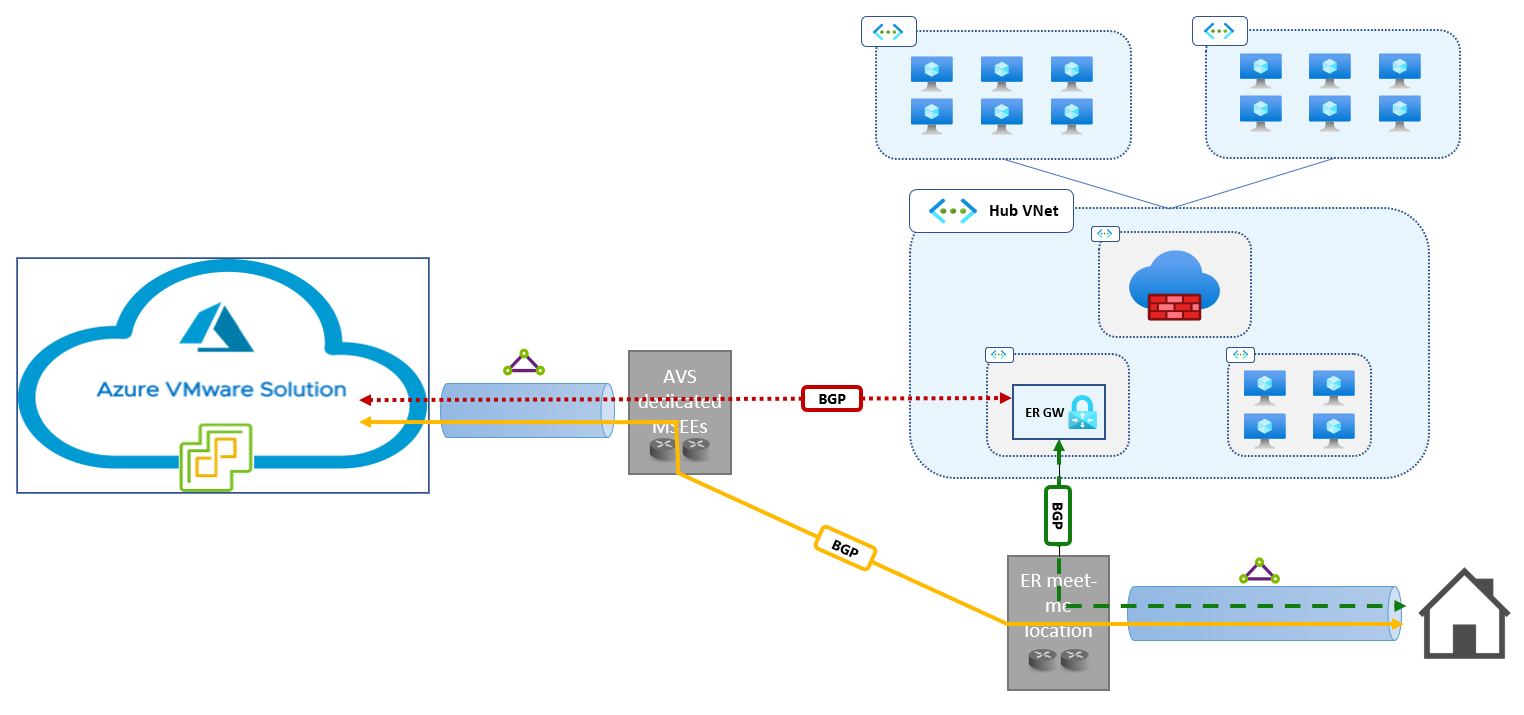 Hub VNet
Azure VMware Solution
AVS
dedicated
MSEEs
BGP
ER GW
BGP
BGP
ER meet-
me
location